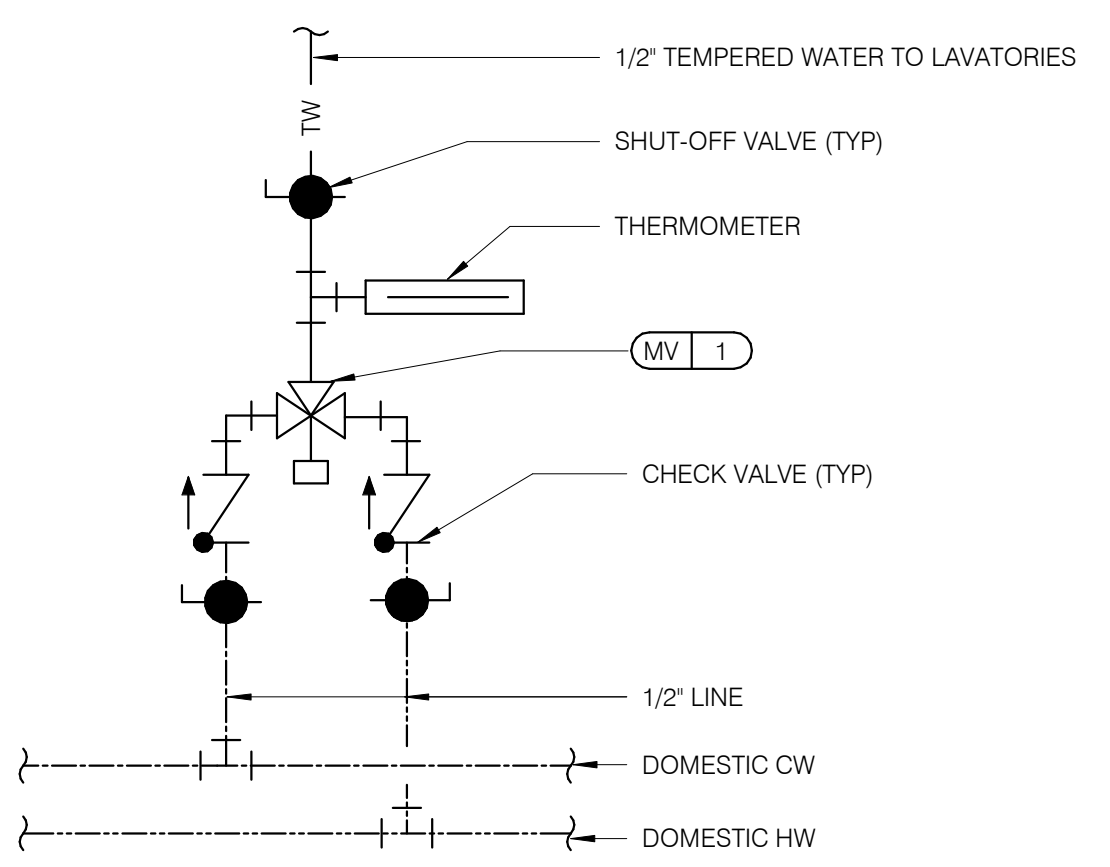 1/2" TEMPERED WATER TO LAVATORIES
TW
SHUT-OFF VALVE (TYP)
THERMOMETER
MV 1
CHECK VALVE (TYP)
1/2" LINE
DOMESTIC CW
DOMESTIC HW